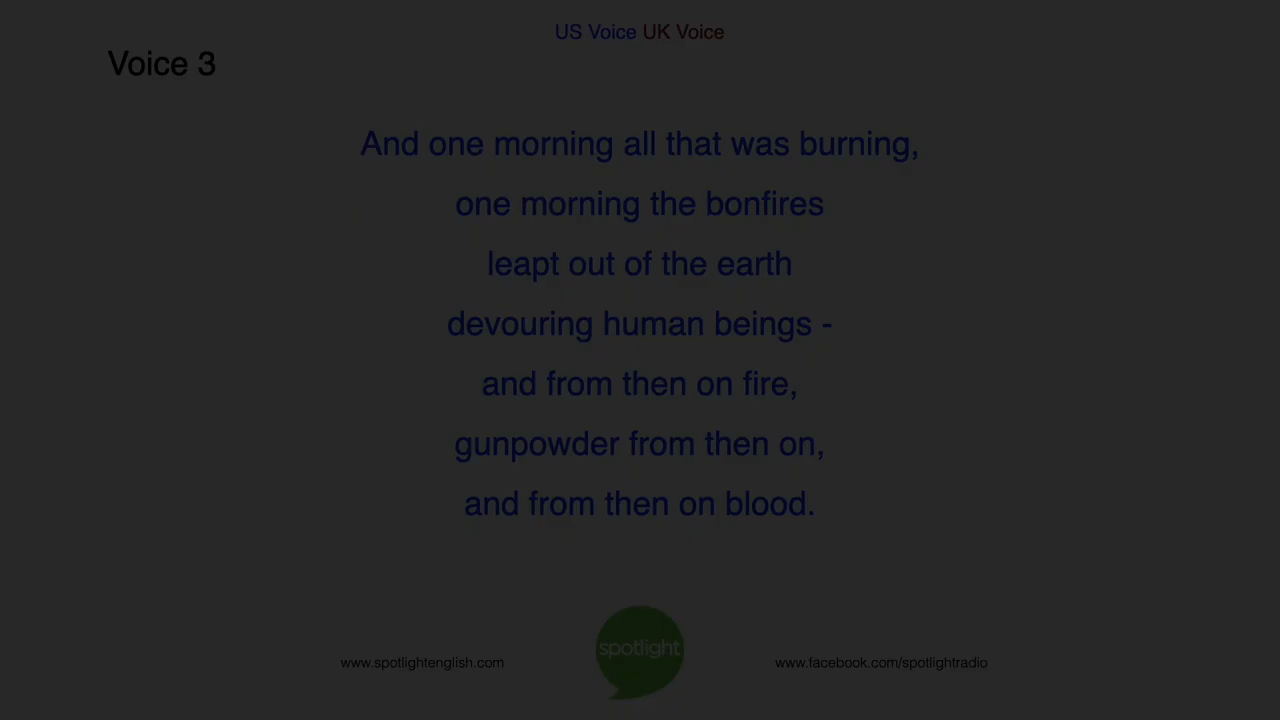 US Voice UK Voice
Voice 3
And one morning all that was burning,
one morning the bonfires
leapt out of the earth
devouring human beings -
and from then on fire,
gunpowder from then on,
and from then on blood.
spotlight
www.spotlightenglish.com
www.facebook.com/spotlightradio